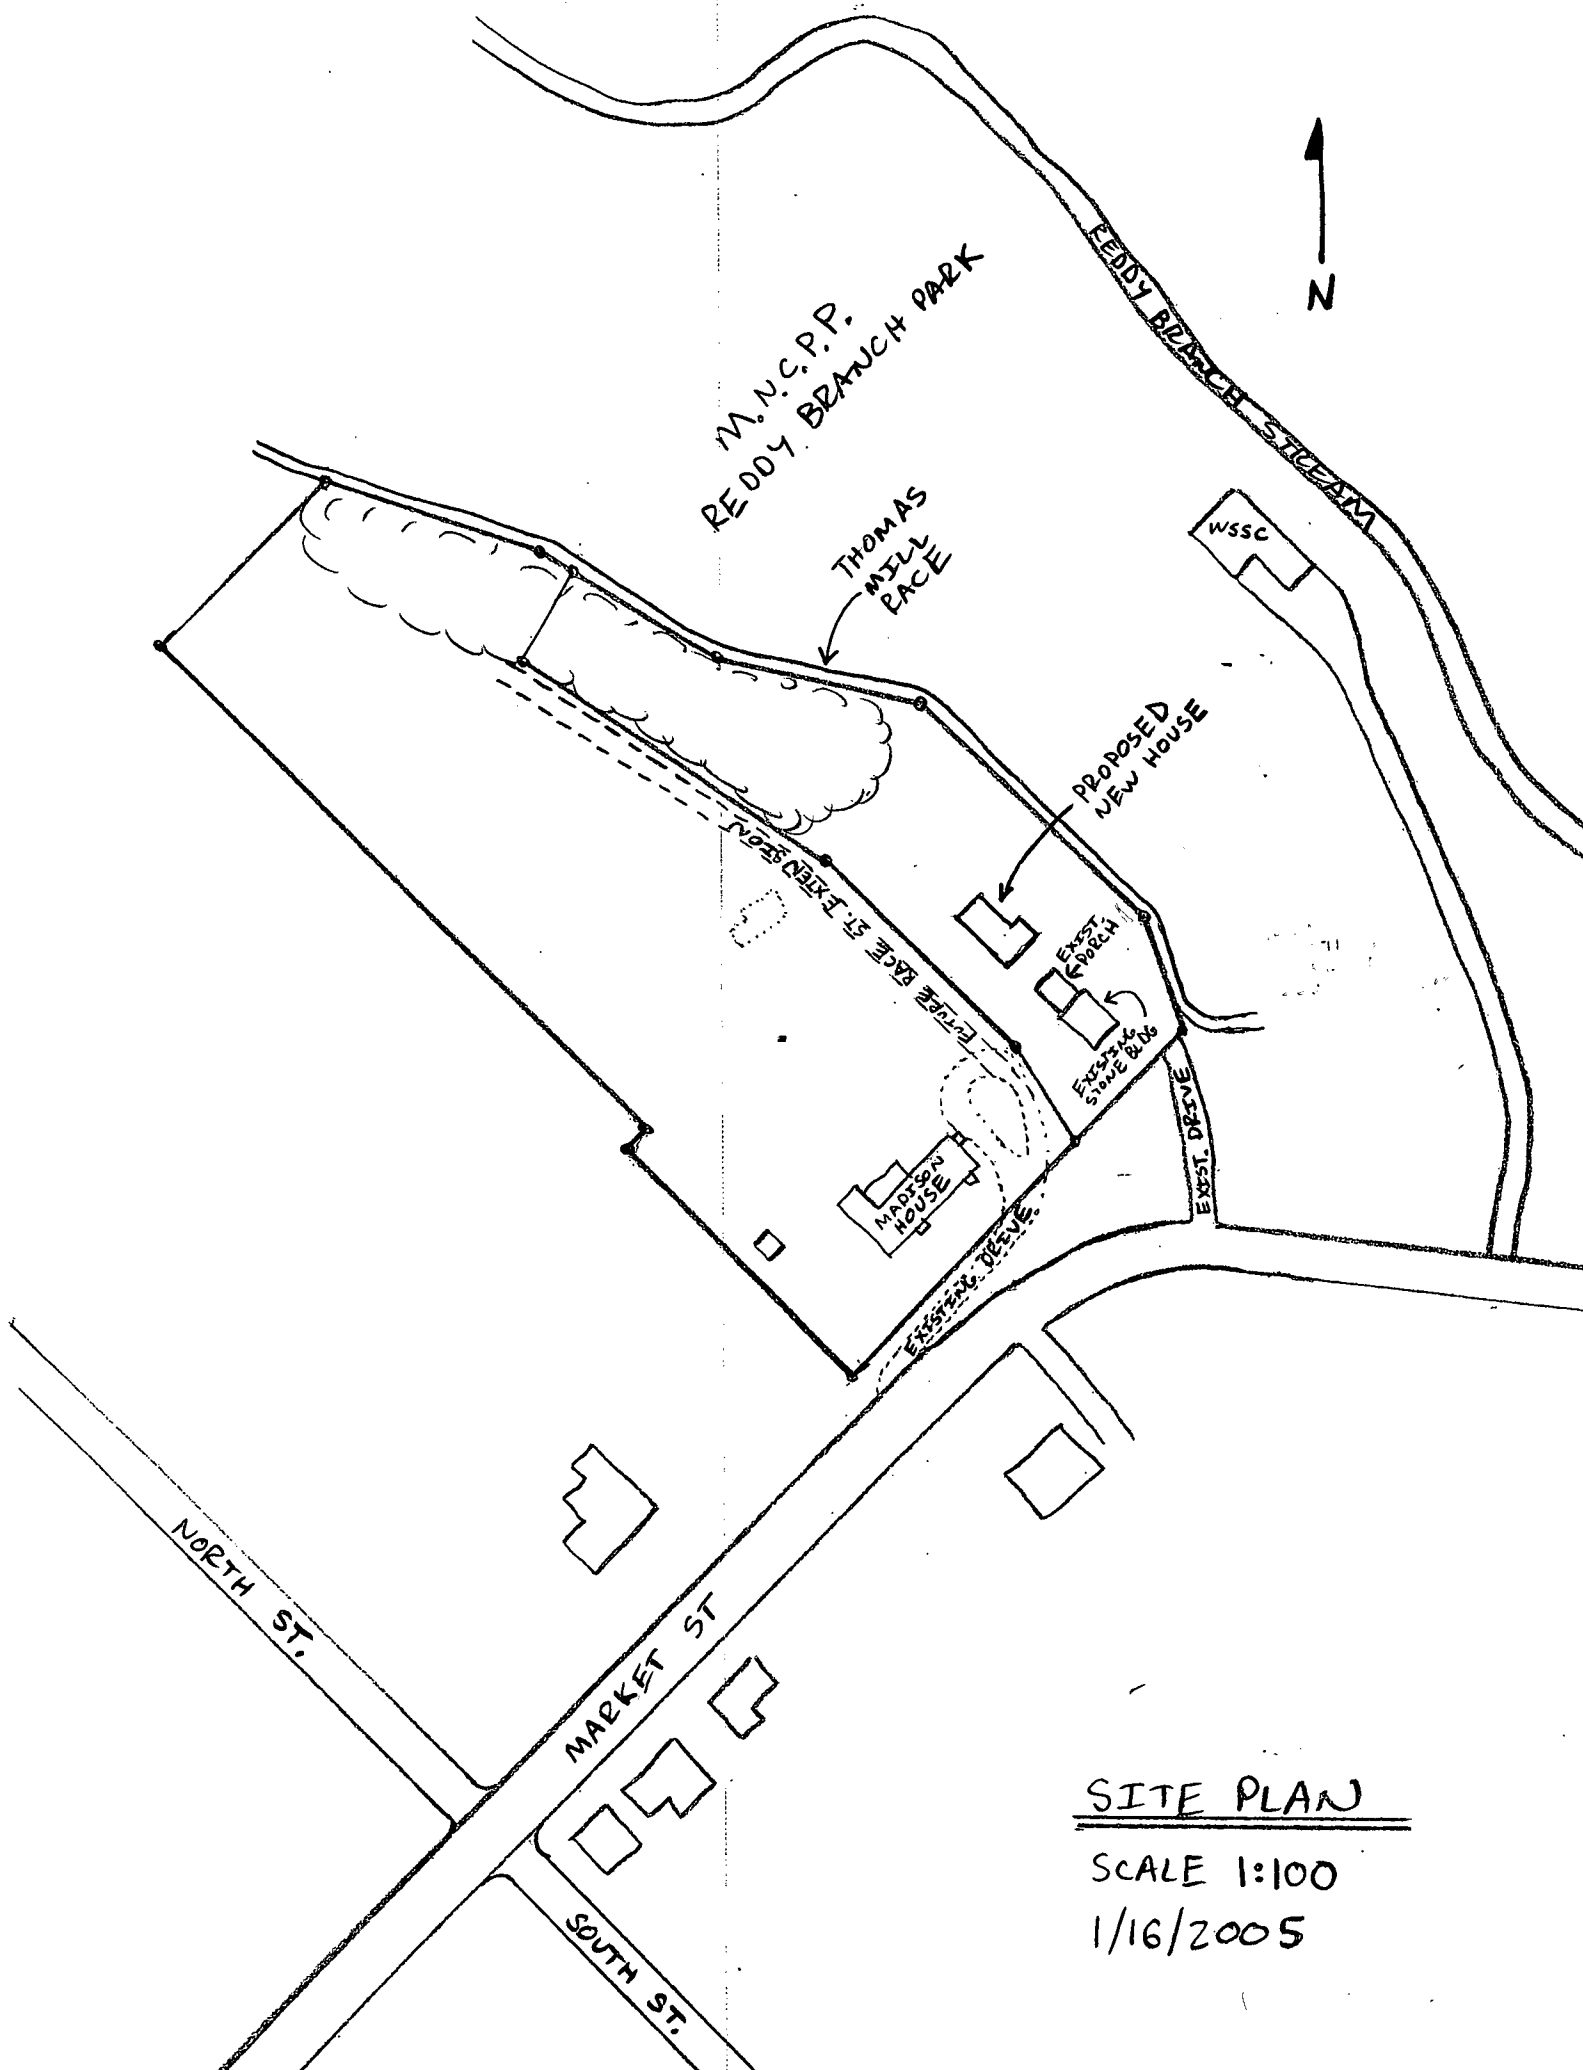 REDDY BRANCH STREAM
N
M.N.C.P.P.
REDDY BRANCH PARK
THOMAS
MILL
RACE
WSSC
PROPOSED
NEW HOUSE
FUTURE RACE ST. EXTENSION
EXIST.
PORCH
EXISTING
STONE BLDG
EXIST. DRIVE
MADISON
HOUSE
EXISTING DRIVE
NORTH ST.
MARKET ST
SOUTH ST.
SITE PLAN
SCALE 1:100
1/16/2005